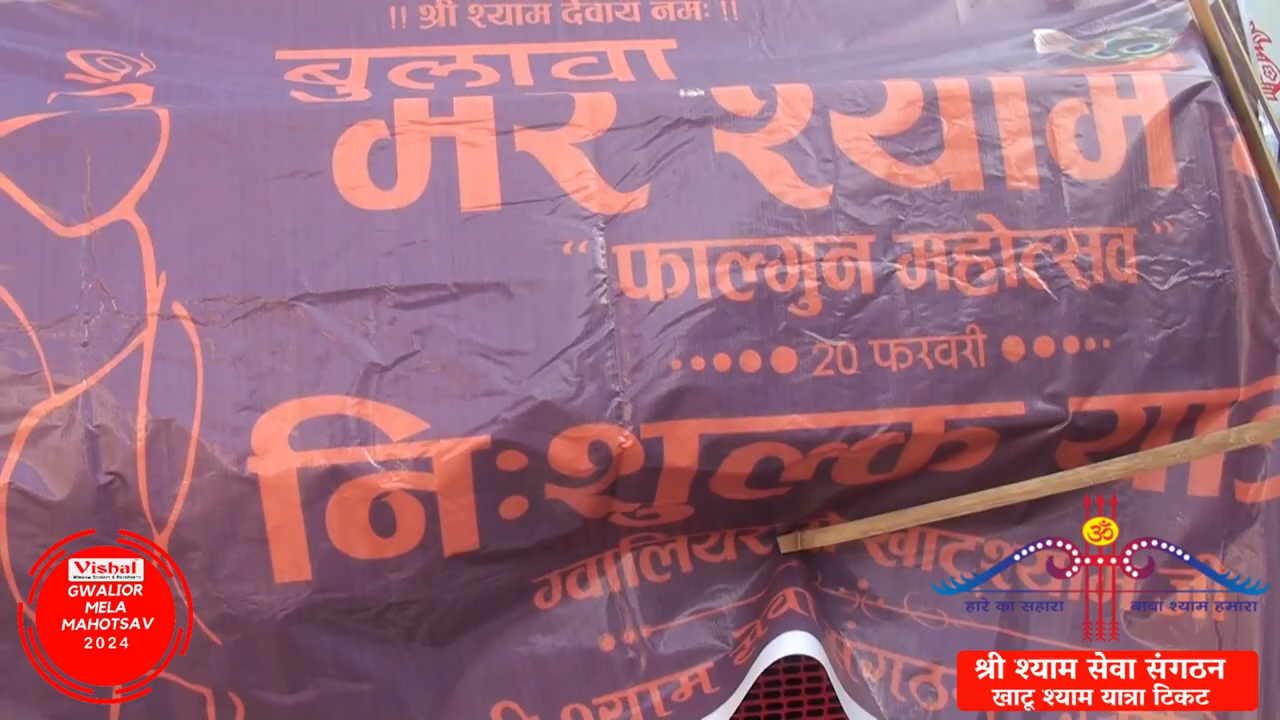 !! श्री श्याम देवाय नमः !!
बुलावा
मेरे श्याम
“ फाल्गुन महोत्सव ”
20 फरवरी
निःशुल्क
ग्वालियर से खाटूश्याम जी
श्याम
Vishal
GWALIOR
MELA
MAHOTSAV
2024
हारे का सहारा बाबा श्याम हमारा
श्री श्याम सेवा संगठन
खाटू श्याम यात्रा टिकट